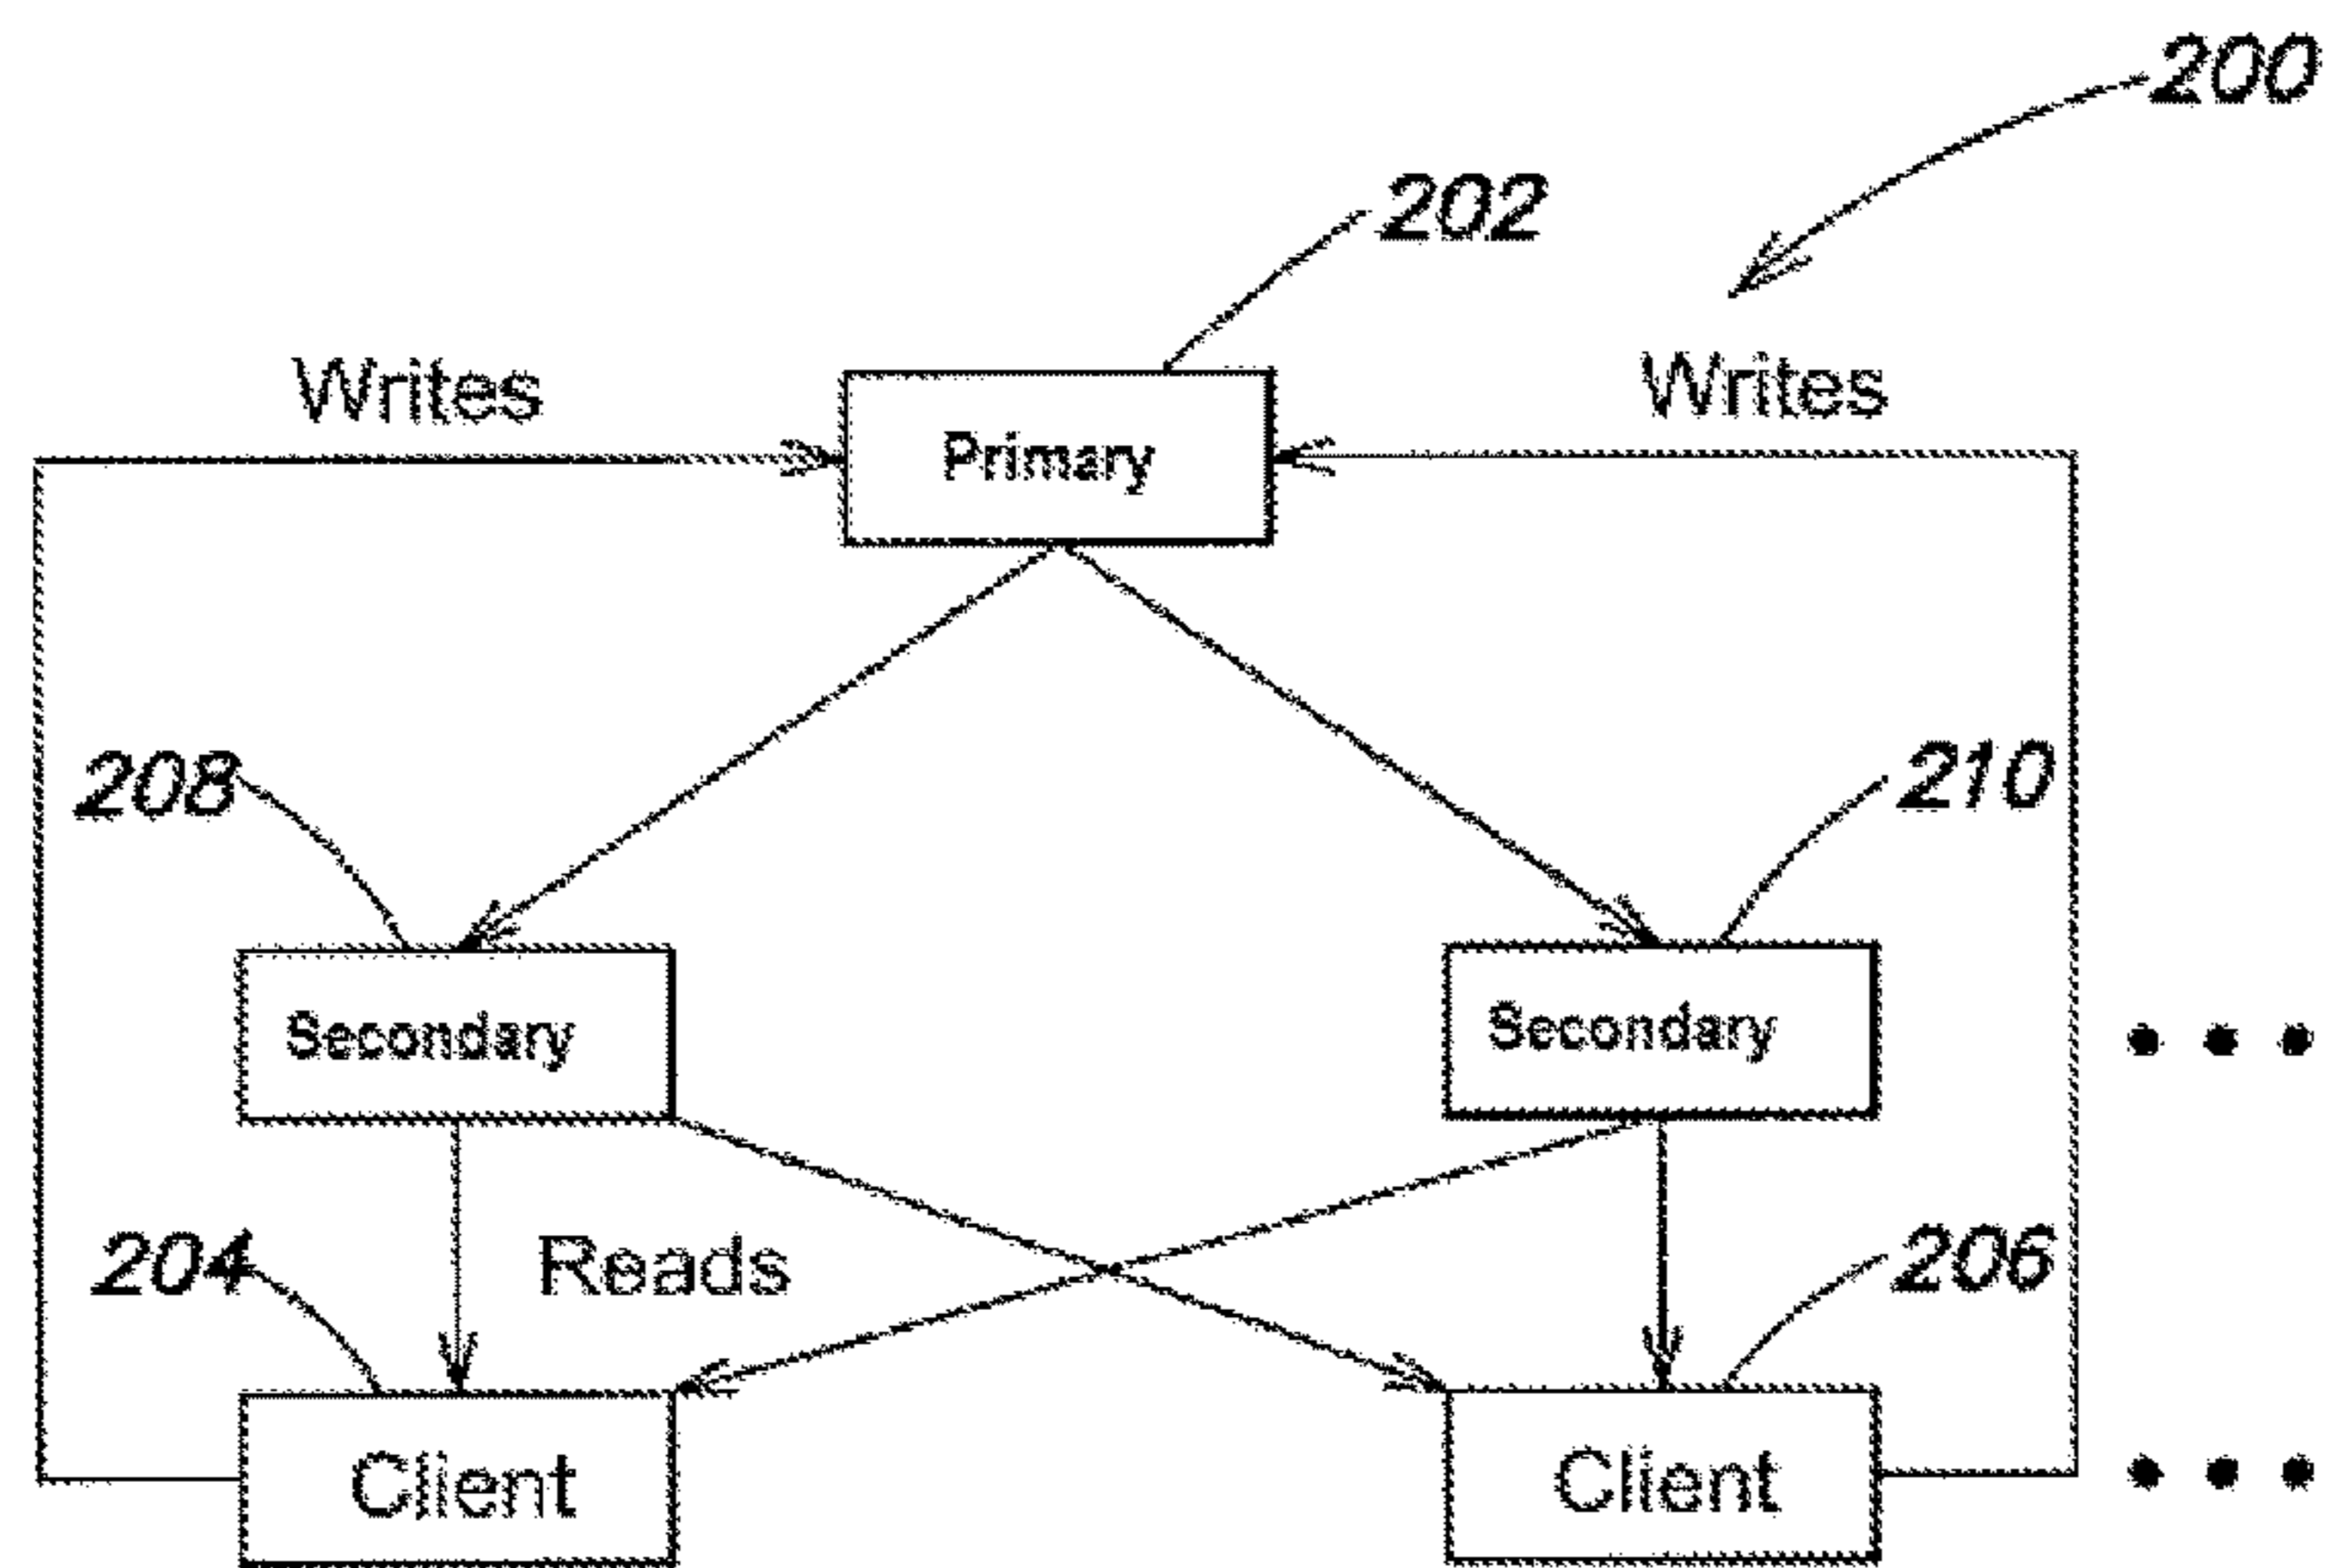 200
202
Writes
Writes
Primary
208
210
Secondary
Secondary
204
Reads
206
Client
Client